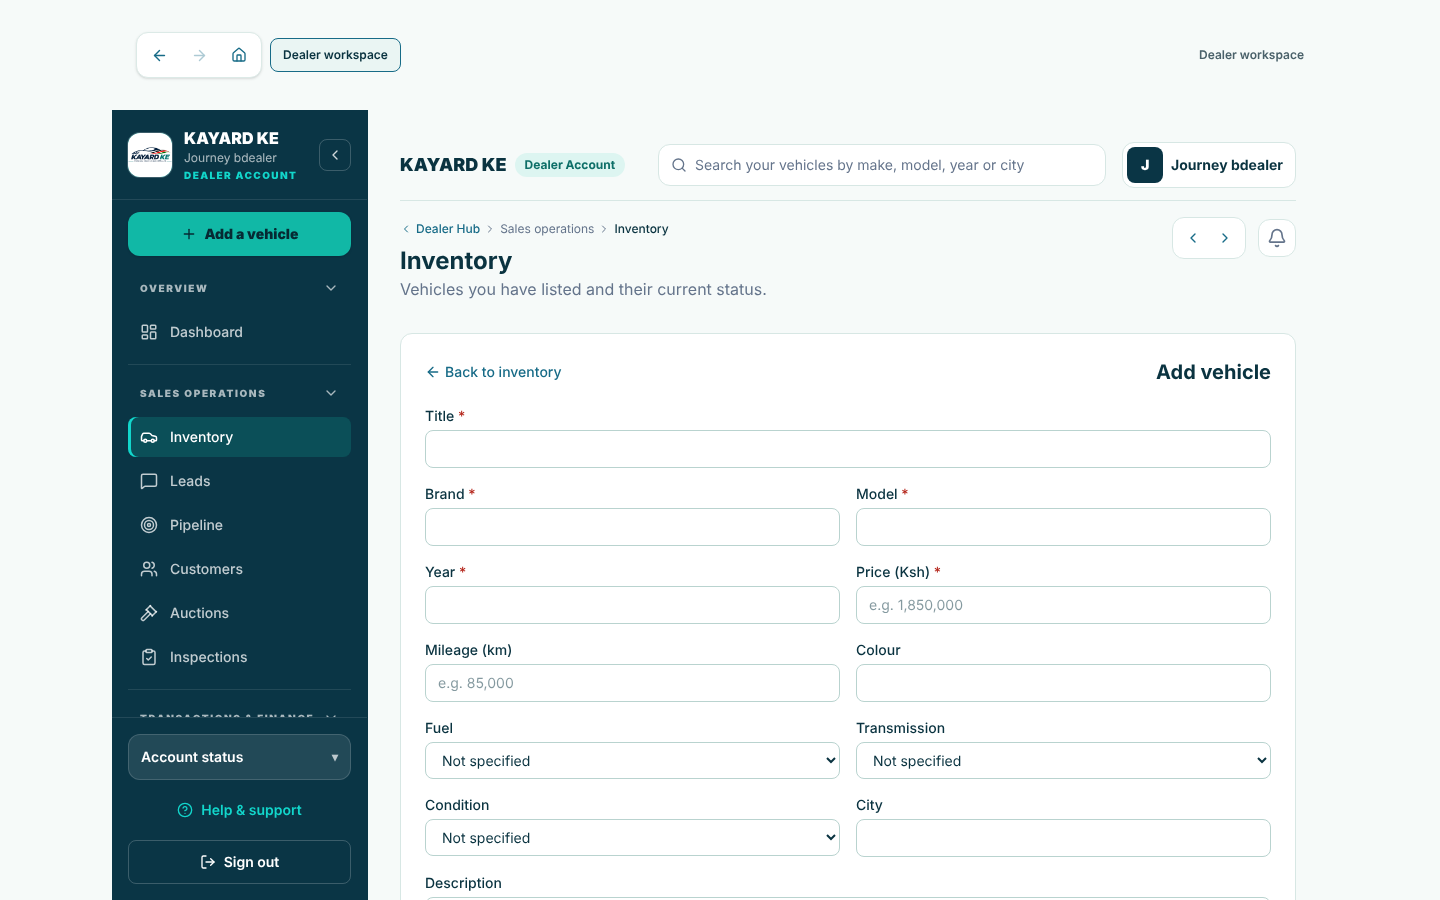 Dealer workspace
Dealer workspace
KAYARD KE
KAYARD KE
Journey bdealer
DEALER ACCOUNT
Add a vehicle
OVERVIEW
Dashboard
SALES OPERATIONS
Inventory
Leads
Pipeline
Customers
Auctions
Inspections
TRANSACTIONS & FINANCE
Account status
Help & support
Sign out
KAYARD KE
Dealer Account
Search your vehicles by make, model, year or city
J
Journey bdealer
Dealer Hub
Sales operations
Inventory
Inventory
Vehicles you have listed and their current status.
Back to inventory
Add vehicle
Title *
Brand *
Model *
Year *
Price (Ksh) *
e.g. 1,850,000
Mileage (km)
e.g. 85,000
Colour
Fuel
Not specified
Transmission
Not specified
Condition
Not specified
City
Description